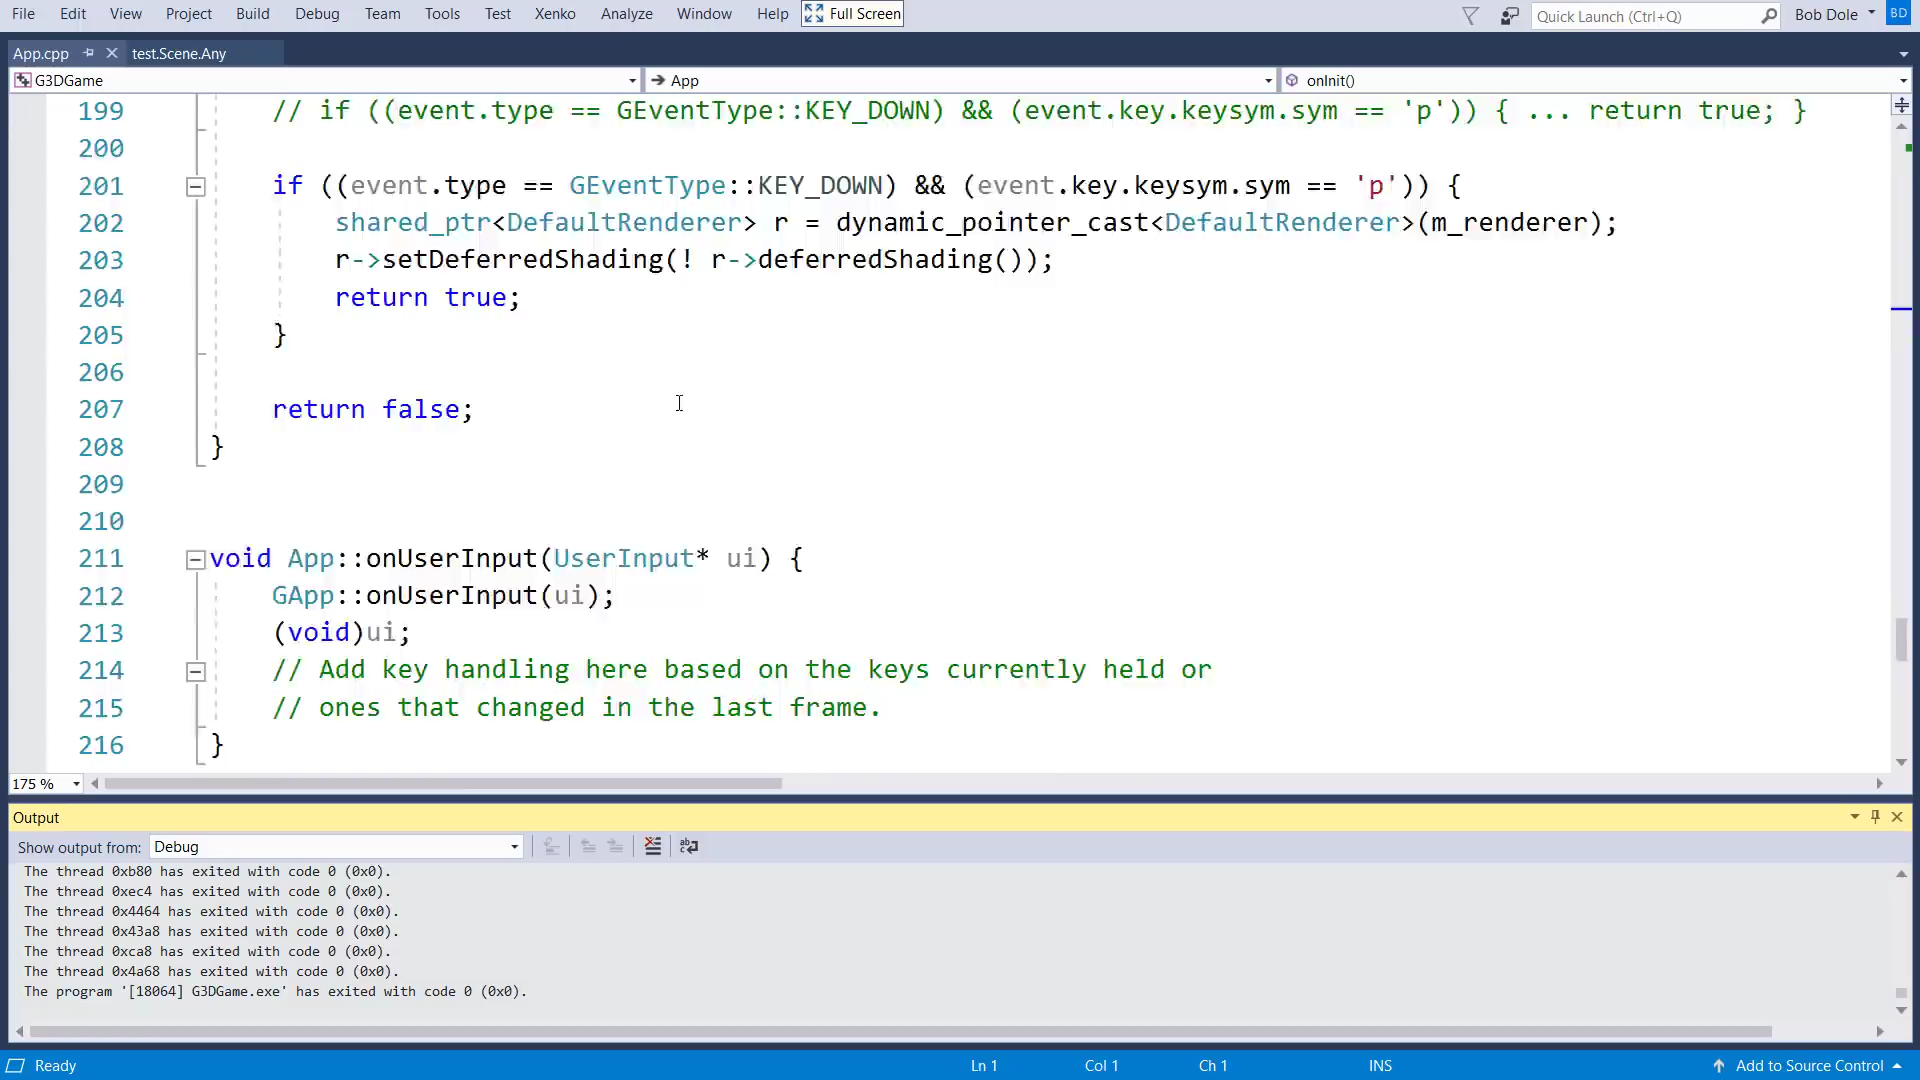 File Edit View Project Build Debug Team Tools Test Xenko Analyze Window Help Full Screen Quick Launch (Ctrl+Q) Bob Dole BD
App.cpp test.Scene.Any
G3DGame App onInit()
199 // if ((event.type == GEventType::KEY_DOWN) && (event.key.keysym.sym == 'p')) { ... return true; }
200
201 if ((event.type == GEventType::KEY_DOWN) && (event.key.keysym.sym == 'p')) {
202 shared_ptr<DefaultRenderer> r = dynamic_pointer_cast<DefaultRenderer>(m_renderer);
203 r->setDeferredShading(! r->deferredShading());
204 return true;
205 }
206
207 return false;
208 }
209
210
211 void App::onUserInput(UserInput* ui) {
212 GApp::onUserInput(ui);
213 (void)ui;
214 // Add key handling here based on the keys currently held or
215 // ones that changed in the last frame.
216 }
175 %
Output
Show output from: Debug
The thread 0xb80 has exited with code 0 (0x0).
The thread 0xec4 has exited with code 0 (0x0).
The thread 0x4464 has exited with code 0 (0x0).
The thread 0x43a8 has exited with code 0 (0x0).
The thread 0xca8 has exited with code 0 (0x0).
The thread 0x4a68 has exited with code 0 (0x0).
The program '[18064] G3DGame.exe' has exited with code 0 (0x0).
Ready Ln 1 Col 1 Ch 1 INS Add to Source Control